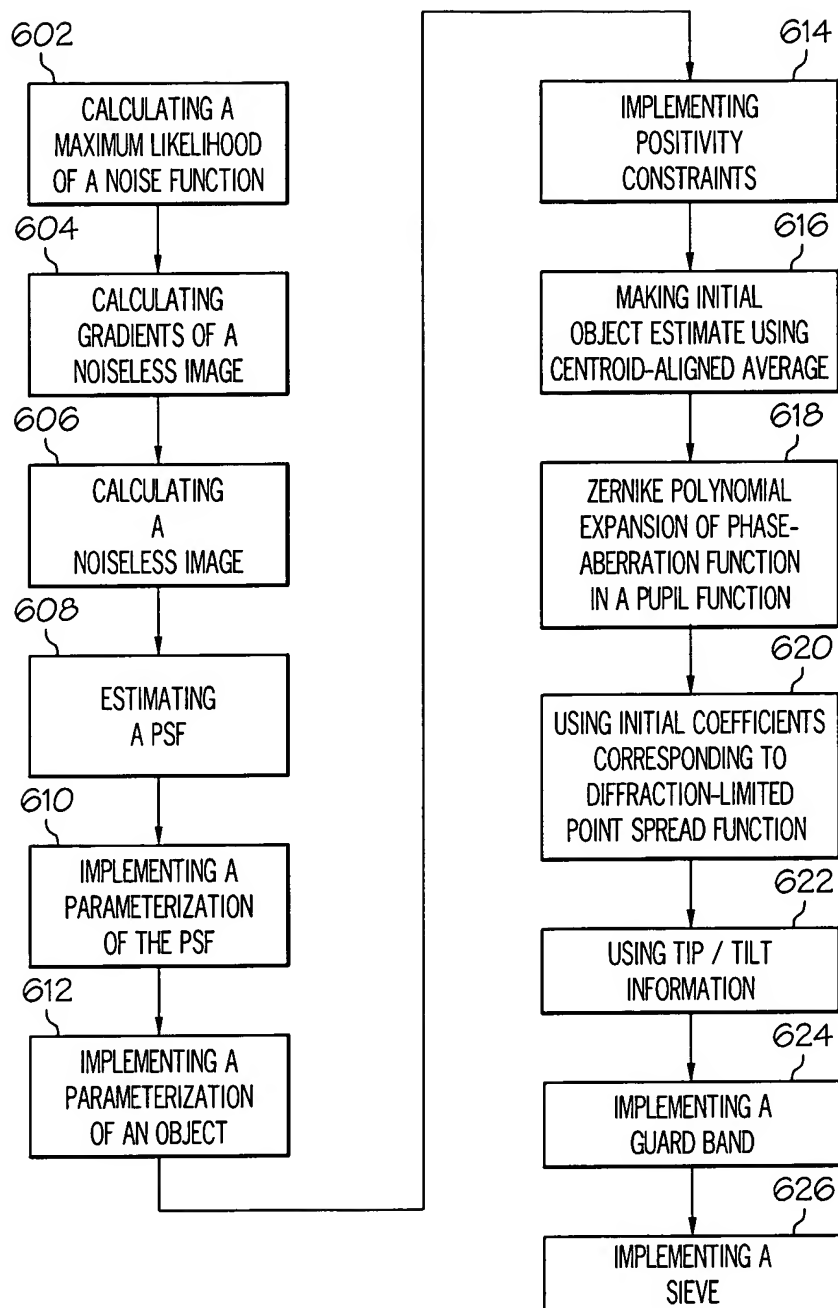 602
CALCULATING A
MAXIMUM LIKELIHOOD
OF A NOISE FUNCTION
604
CALCULATING
GRADIENTS OF A
NOISELESS IMAGE
606
CALCULATING
A
NOISELESS IMAGE
608
ESTIMATING
A PSF
610
IMPLEMENTING A
PARAMETERIZATION
OF THE PSF
612
IMPLEMENTING A
PARAMETERIZATION
OF AN OBJECT
614
IMPLEMENTING
POSITIVITY
CONSTRAINTS
616
MAKING INITIAL
OBJECT ESTIMATE USING
CENTROID-ALIGNED AVERAGE
618
ZERNIKE POLYNOMIAL
EXPANSION OF PHASE-
ABERRATION FUNCTION
IN A PUPIL FUNCTION
620
USING INITIAL COEFFICIENTS
CORRESPONDING TO
DIFFRACTION-LIMITED
POINT SPREAD FUNCTION
622
USING TIP / TILT
INFORMATION
624
IMPLEMENTING A
GUARD BAND
626
IMPLEMENTING A
SIEVE